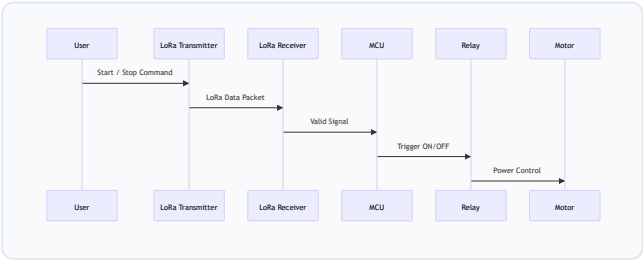 User LoRa Transmitter LoRa Receiver MCU Relay Motor
Start / Stop Command
LoRa Data Packet
Valid Signal
Trigger ON/OFF
Power Control
User LoRa Transmitter LoRa Receiver MCU Relay Motor